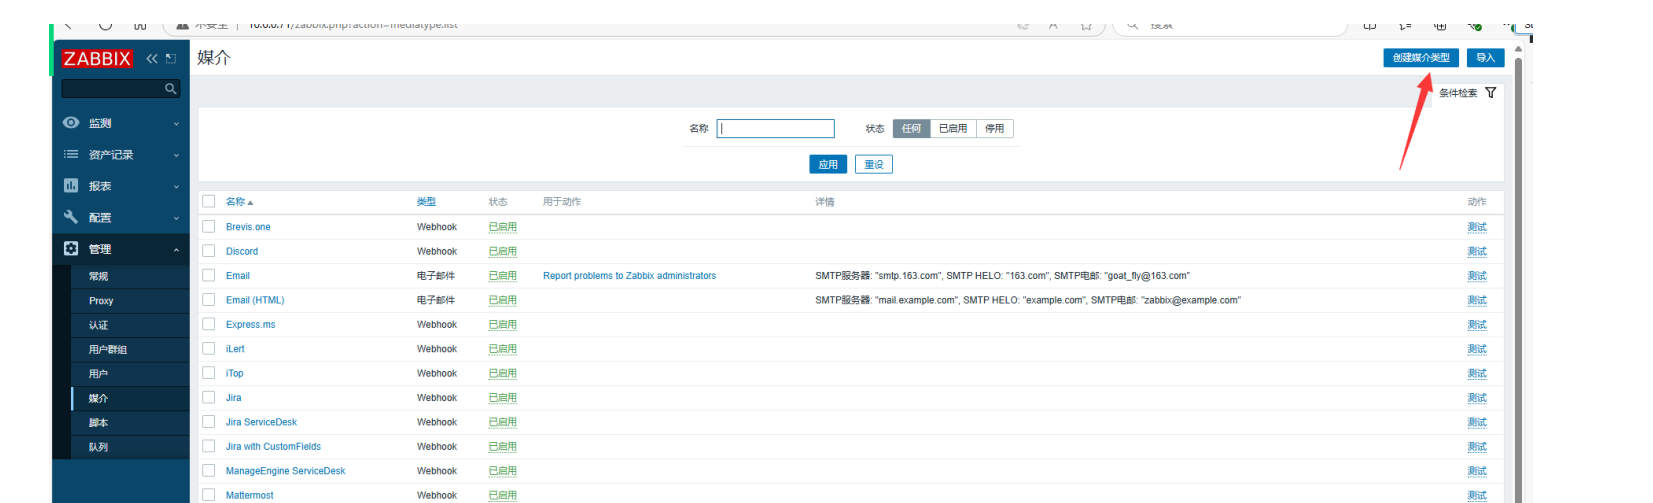 不安全 10.0.0.71/zabbix.php?action=mediatype.list 搜索
ZABBIX 媒介 创建媒介类型 导入
条件检索
监测
资产记录
报表
配置
管理
常规
Proxy
认证
用户群组
用户
媒介
脚本
队列
名称 状态 任何 已启用 停用
应用 重设
名称 类型 状态 用于动作 详情 动作
Brevis.one Webhook 已启用 测试
Discord Webhook 已启用 测试
Email 电子邮件 已启用 Report problems to Zabbix administrators SMTP服务器: "smtp.163.com", SMTP HELO: "163.com", SMTP电邮: "goat_fly@163.com" 测试
Email (HTML) 电子邮件 已启用 SMTP服务器: "mail.example.com", SMTP HELO: "example.com", SMTP电邮: "zabbix@example.com" 测试
Express.ms Webhook 已启用 测试
iLert Webhook 已启用 测试
iTop Webhook 已启用 测试
Jira Webhook 已启用 测试
Jira ServiceDesk Webhook 已启用 测试
Jira with CustomFields Webhook 已启用 测试
ManageEngine ServiceDesk Webhook 已启用 测试
Mattermost Webhook 已启用 测试